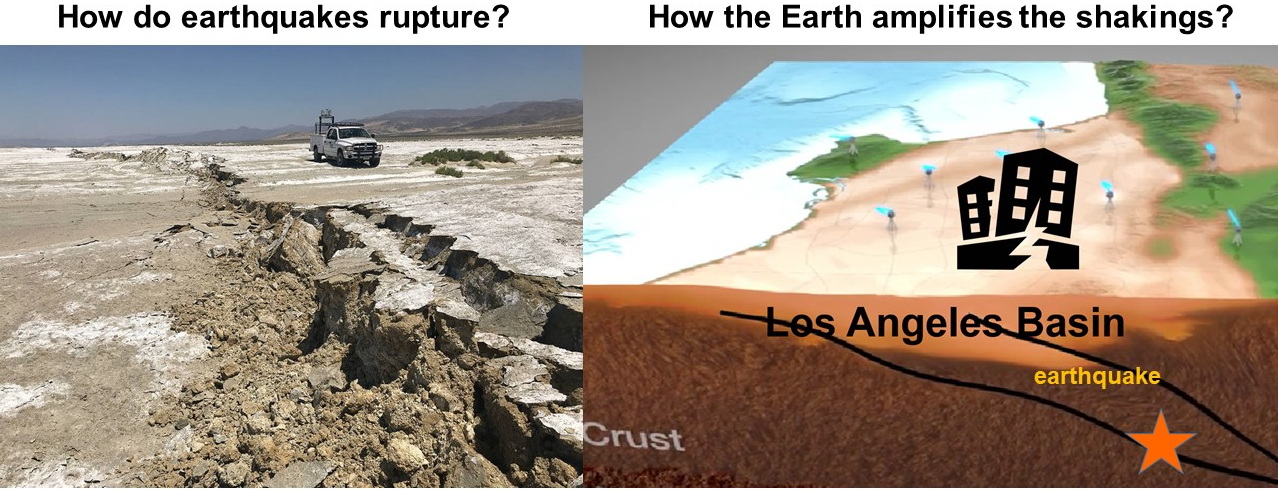 How do earthquakes rupture?
How the Earth amplifies the shakings?
Los Angeles Basin
earthquake
Crust